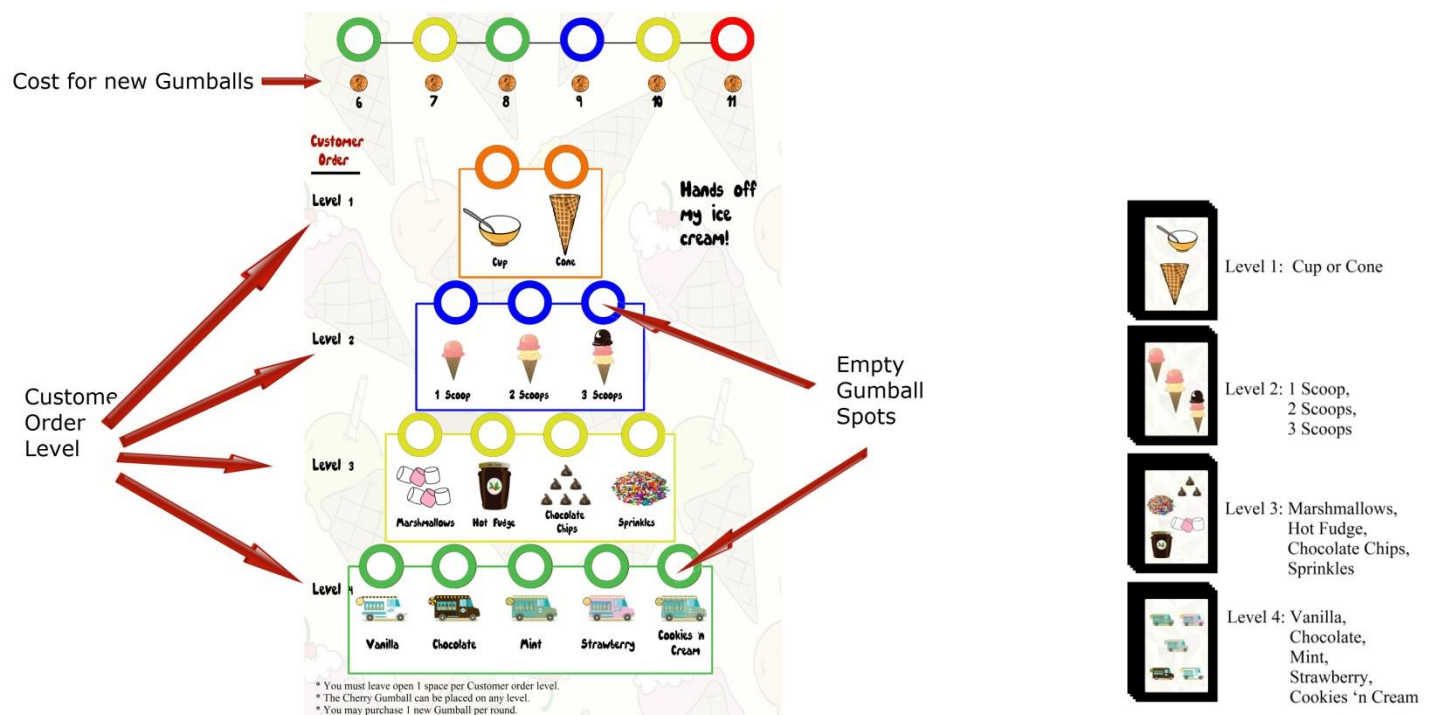 Cost for new Gumballs
6 7 8 9 10 11
Customer
Order
Level 1
Hands off
my ice
cream!
Cup Cone
Level 2
1 Scoop 2 Scoops 3 Scoops
Empty
Gumball
Spots
Custome
Order
Level
Level 3
Marshmallows Hot Fudge Chocolate
Chips Sprinkles
Level 4
Vanilla Chocolate Mint Strawberry Cookies 'n
Cream
* You must leave open 1 space per Customer order level.
* The Cherry Gumball can be placed on any level.
* You may purchase 1 new Gumball per round.
Level 1: Cup or Cone
Level 2: 1 Scoop,
2 Scoops,
3 Scoops
Level 3: Marshmallows,
Hot Fudge,
Chocolate Chips,
Sprinkles
Level 4: Vanilla,
Chocolate,
Mint,
Strawberry,
Cookies ‘n Cream